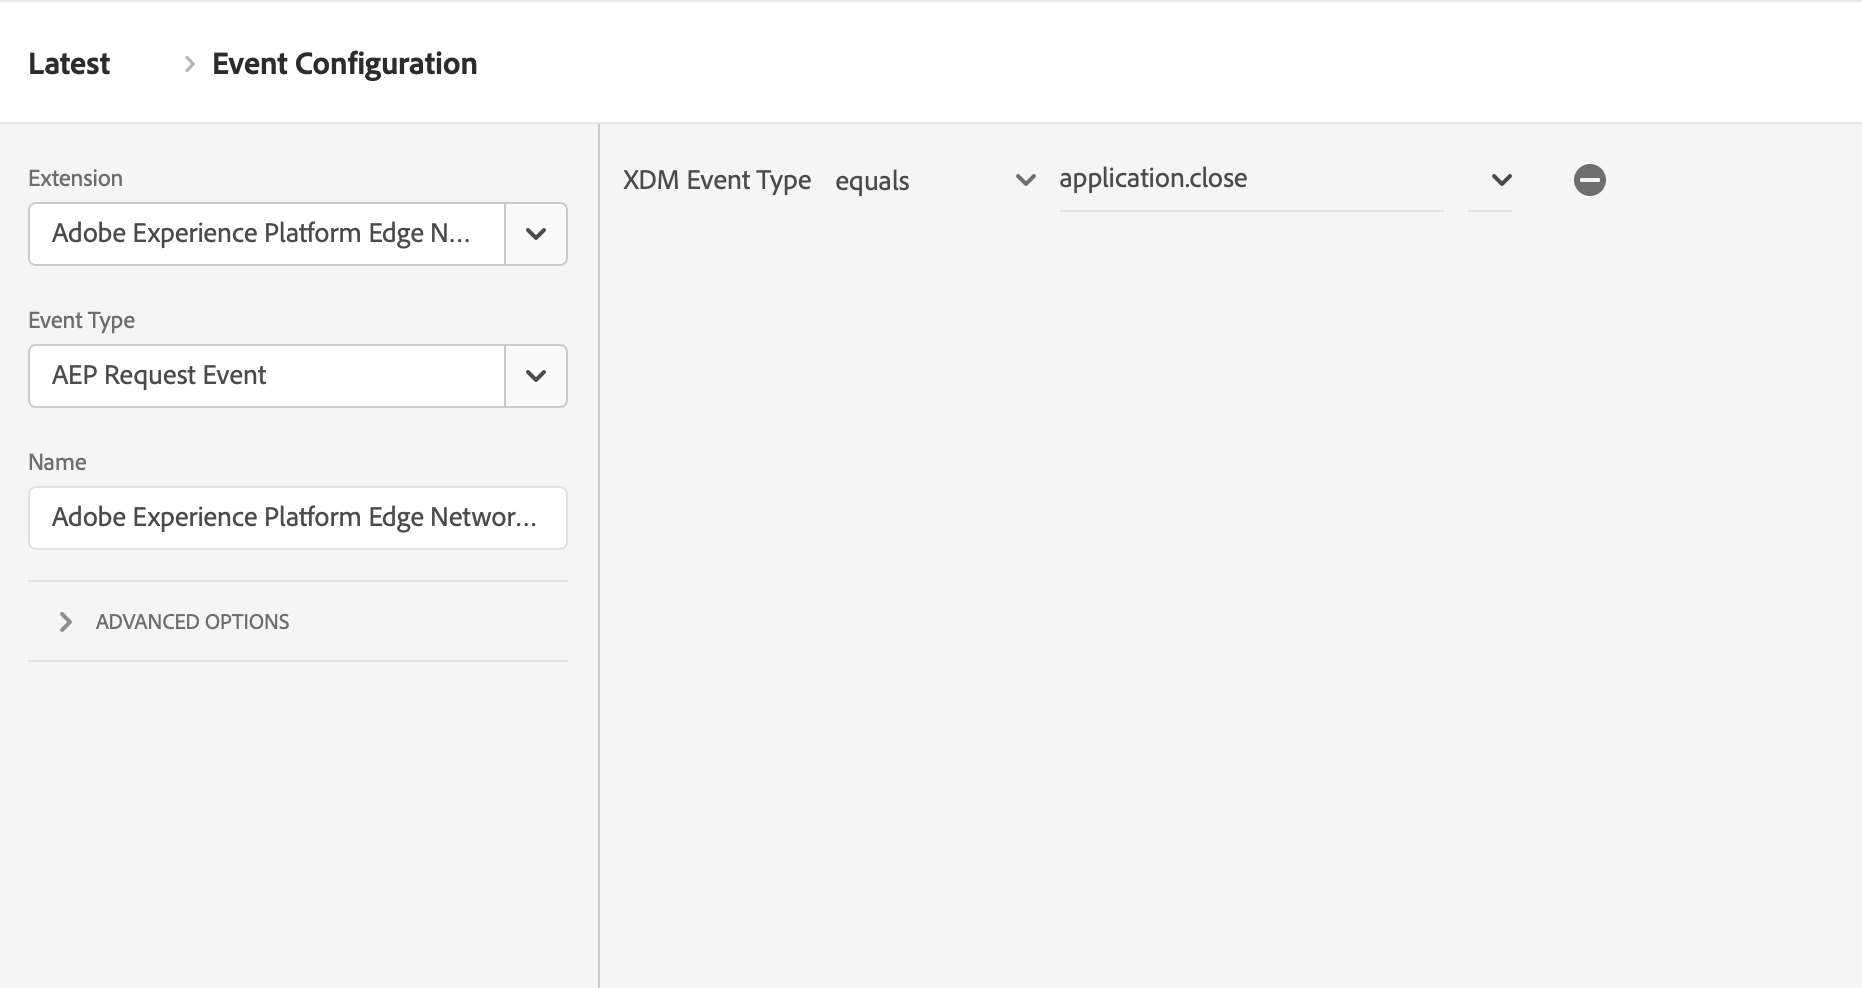 Latest > Event Configuration
Extension
Adobe Experience Platform Edge N...
Event Type
AEP Request Event
Name
Adobe Experience Platform Edge Networ...
ADVANCED OPTIONS
XDM Event Type equals application.close